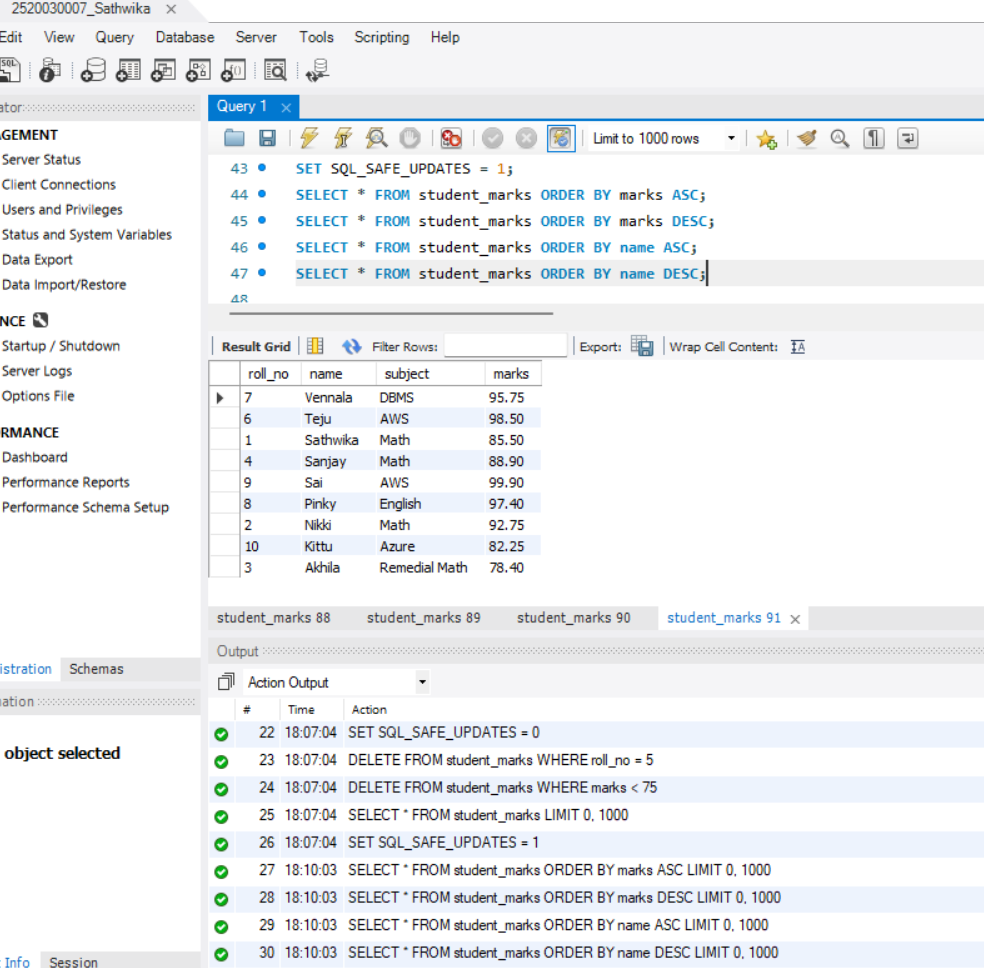 2520030007_Sathwika
Edit View Query Database Server Tools Scripting Help
SQL
ator
Query 1
AGEMENT
Server Status
Client Connections
Users and Privileges
Status and System Variables
Data Export
Data Import/Restore
NCE
Startup / Shutdown
Server Logs
Options File
RMANCE
Dashboard
Performance Reports
Performance Schema Setup
istration Schemas
ation
object selected
Info Session
Limit to 1000 rows
43 SET SQL_SAFE_UPDATES = 1;
44 SELECT * FROM student_marks ORDER BY marks ASC;
45 SELECT * FROM student_marks ORDER BY marks DESC;
46 SELECT * FROM student_marks ORDER BY name ASC;
47 SELECT * FROM student_marks ORDER BY name DESC;
48
Result Grid Filter Rows: Export: Wrap Cell Content: IA
roll_no name subject marks
7 Vennala DBMS 95.75
6 Teju AWS 98.50
1 Sathwika Math 85.50
4 Sanjay Math 88.90
9 Sai AWS 99.90
8 Pinky English 97.40
2 Nikki Math 92.75
10 Kittu Azure 82.25
3 Akhila Remedial Math 78.40
student_marks 88 student_marks 89 student_marks 90 student_marks 91
Output
Action Output
# Time Action
22 18:07:04 SET SQL_SAFE_UPDATES = 0
23 18:07:04 DELETE FROM student_marks WHERE roll_no = 5
24 18:07:04 DELETE FROM student_marks WHERE marks < 75
25 18:07:04 SELECT * FROM student_marks LIMIT 0, 1000
26 18:07:04 SET SQL_SAFE_UPDATES = 1
27 18:10:03 SELECT * FROM student_marks ORDER BY marks ASC LIMIT 0, 1000
28 18:10:03 SELECT * FROM student_marks ORDER BY marks DESC LIMIT 0, 1000
29 18:10:03 SELECT * FROM student_marks ORDER BY name ASC LIMIT 0, 1000
30 18:10:03 SELECT * FROM student_marks ORDER BY name DESC LIMIT 0, 1000